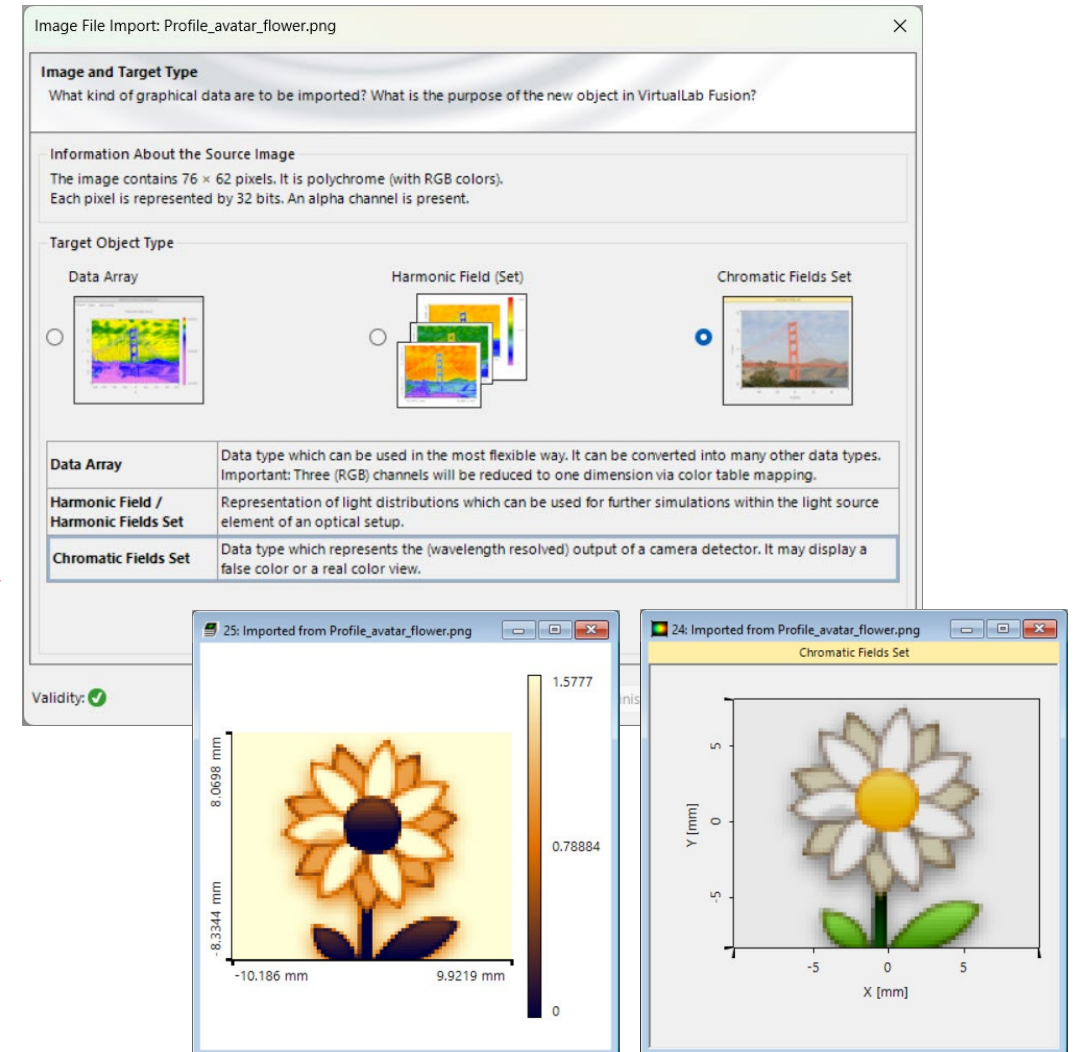 Image File Import: Profile_avatar_flower.png
Image and Target Type
What kind of graphical data are to be imported? What is the purpose of the new object in VirtualLab Fusion?
Information About the Source Image
The image contains 76 × 62 pixels. It is polychrome (with RGB colors).
Each pixel is represented by 32 bits. An alpha channel is present.
Target Object Type
Data Array
Harmonic Field (Set)
Chromatic Fields Set
Data Array
Data type which can be used in the most flexible way. It can be converted into many other data types.
Important: Three (RGB) channels will be reduced to one dimension via color table mapping.
Harmonic Field /
Harmonic Fields Set
Representation of light distributions which can be used for further simulations within the light source
element of an optical setup.
Chromatic Fields Set
Data type which represents the (wavelength resolved) output of a camera detector. It may display a
false color or a real color view.
Validity:
25: Imported from Profile_avatar_flower.png
1.5777
0.78884
0
8.0698 mm
-8.3344 mm
-10.186 mm
9.9219 mm
24: Imported from Profile_avatar_flower.png
Chromatic Fields Set
Y [mm]
5
0
-5
-5
0
5
X [mm]